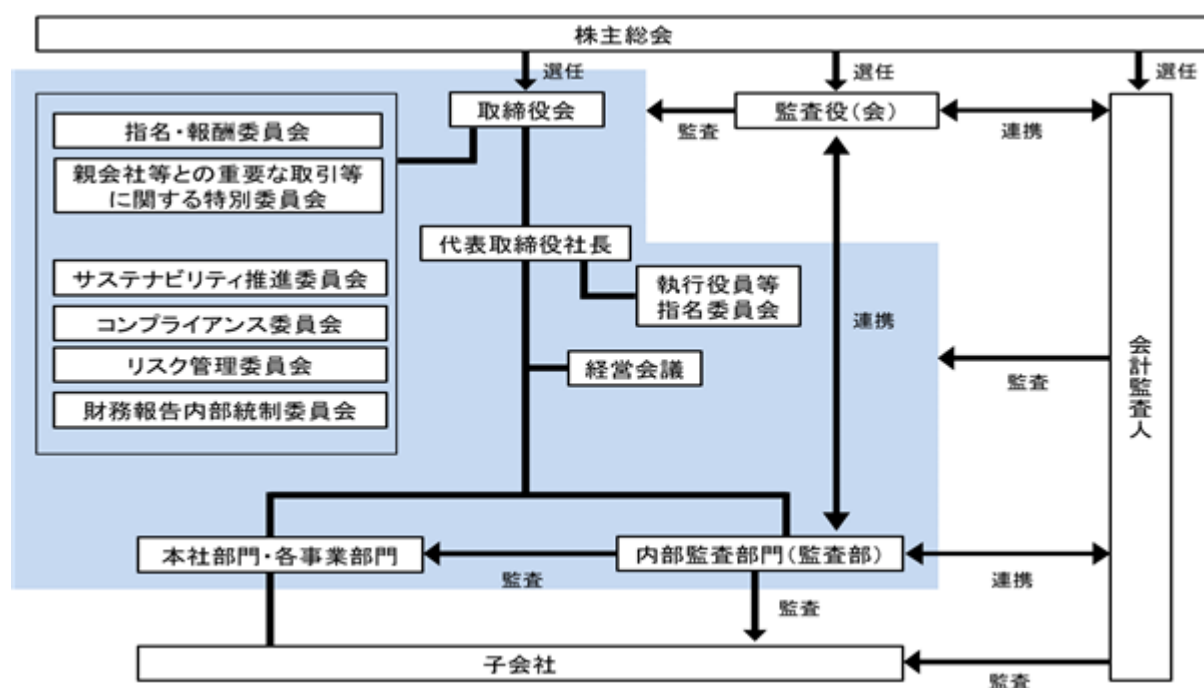 株主総会
選任
選任
選任
取締役会
監査役(会)
監査
連携
指名・報酬委員会
親会社等との重要な取引等
に関する特別委員会
代表取締役社長
サステナビリティ推進委員会
執行役員等
指名委員会
コンプライアンス委員会
連携
リスク管理委員会
経営会議
監査
会計監査人
財務報告内部統制委員会
本社部門・各事業部門
監査
内部監査部門(監査部)
連携
監査
子会社
監査